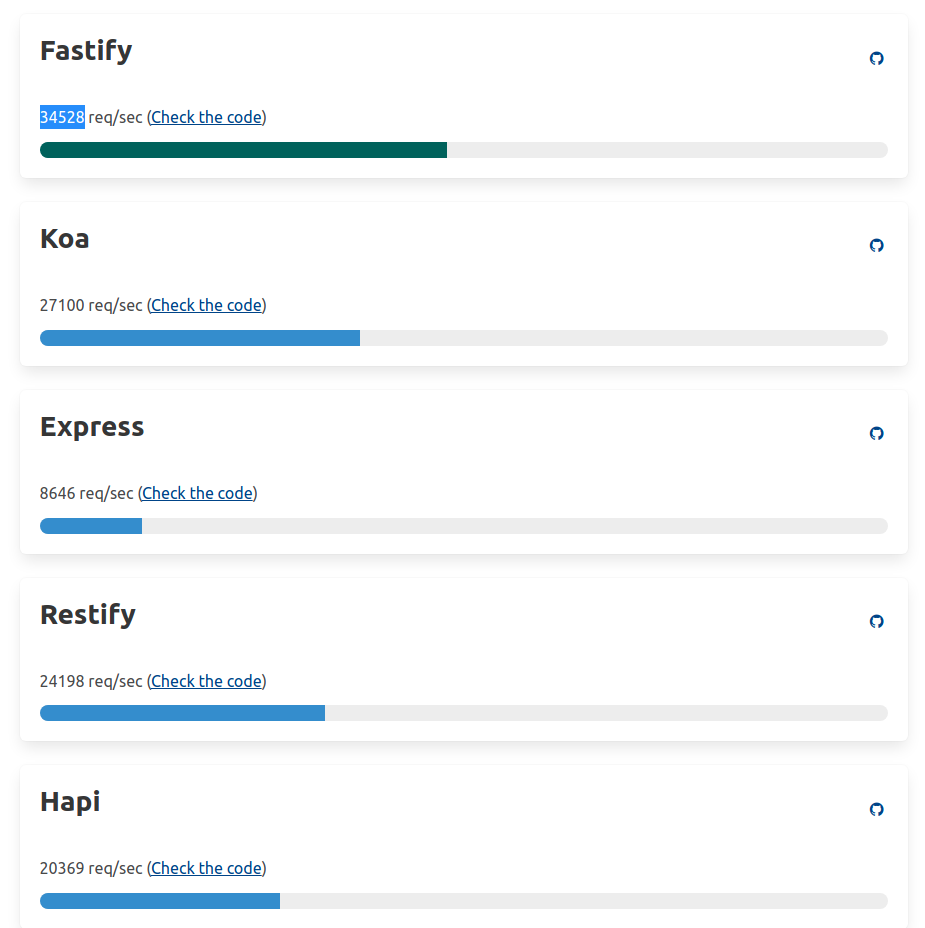 Fastify
34528 req/sec (Check the code)
Koa
27100 req/sec (Check the code)
Express
8646 req/sec (Check the code)
Restify
24198 req/sec (Check the code)
Hapi
20369 req/sec (Check the code)